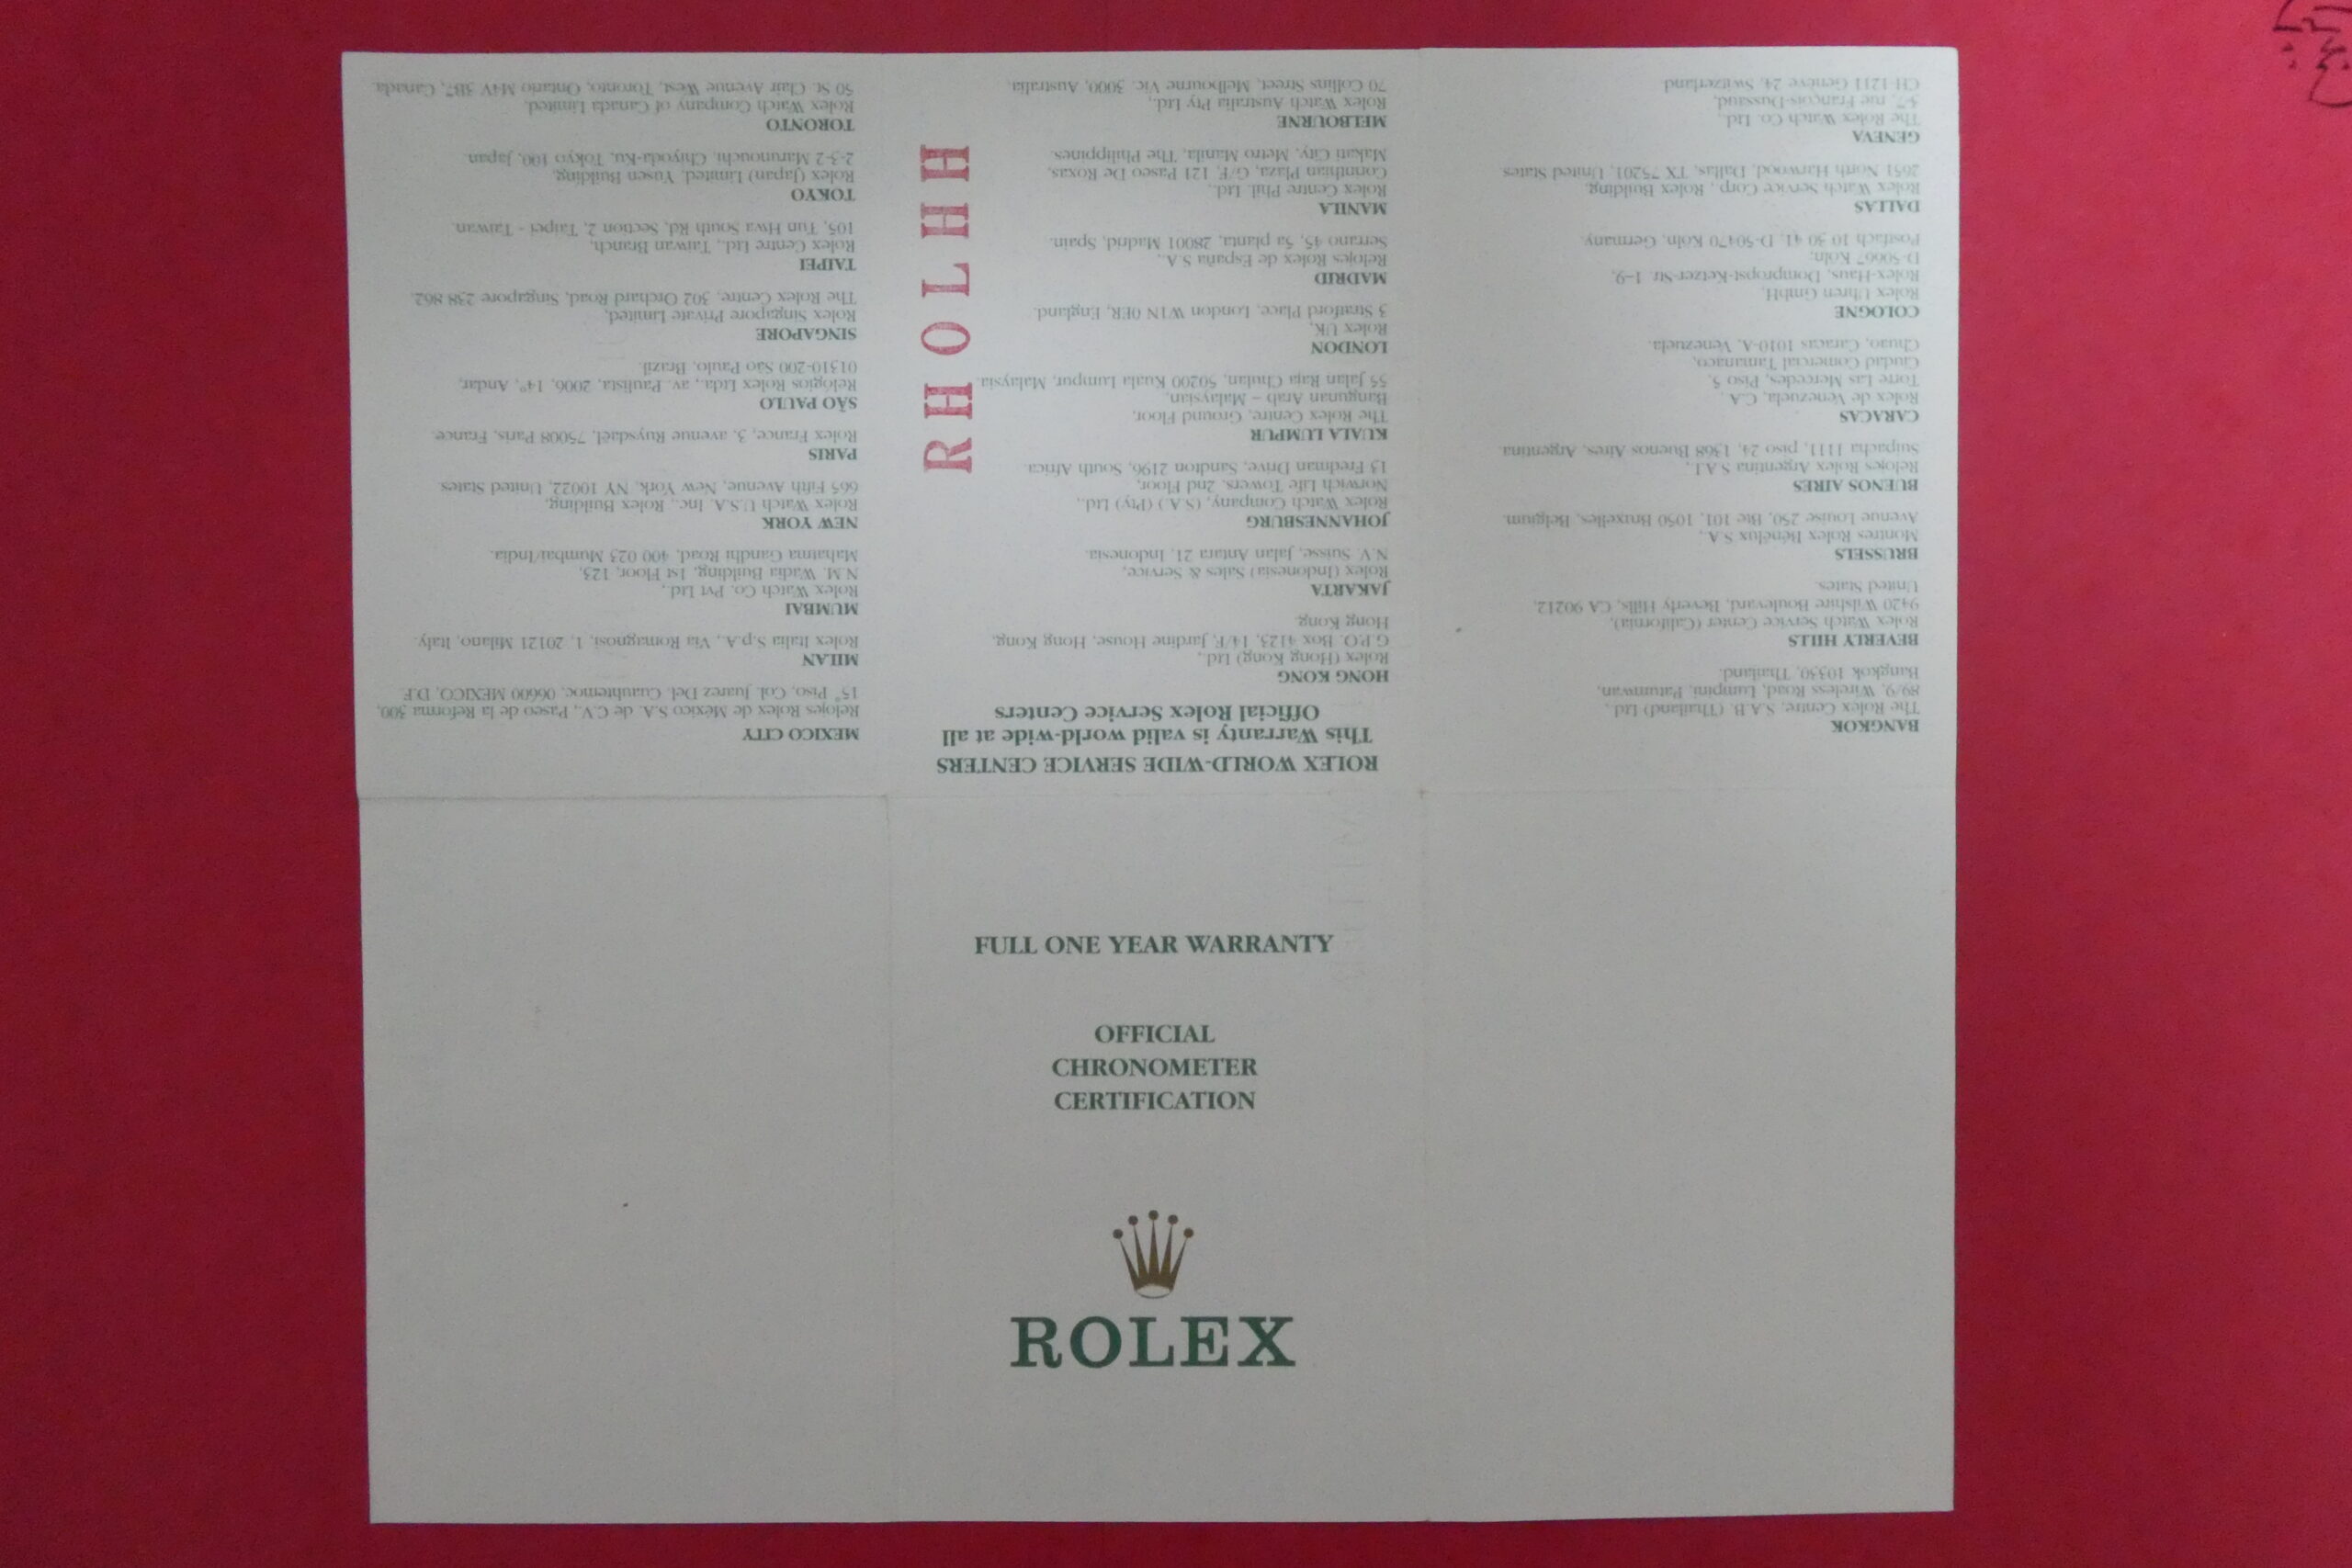 FULL ONE YEAR WARRANTY
OFFICIAL
CHRONOMETER
CERTIFICATION
ROLEX
RHOLHH
ROLEX WORLD-WIDE SERVICE CENTERS
This Warranty is valid world-wide at all
Official Rolex Service Centers
BANGKOK
The Rolex Centre, S.A.B. (Thailand) Ltd.,
89/9, Wireless Road, Lumpini, Patumwan,
Bangkok 10330, Thailand.
BEVERLY HILLS
Rolex Watch Service Center (California),
9420 Wilshire Boulevard, Beverly Hills, CA 90212,
United States.
BRUSSELS
Montres Rolex Bénélux S.A.,
Avenue Louise 250, Bte 101, 1050 Bruxelles, Belgium.
BUENOS AIRES
Relojes Rolex Argentina S.A.I.,
Suipacha 1111, piso 24, 1368 Buenos Aires, Argentina.
CARACAS
Rolex de Venezuela, C.A.,
Torre Las Mercedes, Piso 5,
Ciudad Comercial Tamanaco,
Chuao, Caracas 1010-A, Venezuela.
COLOGNE
Rolex Uhren GmbH,
Rolex-Haus, Dompropst-Ketzer-Str. 1–9,
D-50667 Köln;
Postfach 10 30 41, D-50470 Köln, Germany.
DALLAS
Rolex Watch Service Corp., Rolex Building,
2651 North Harwood, Dallas, TX 75201, United States.
GENEVA
The Rolex Watch Co. Ltd.,
rue François-Dussaud,
CH 1211 Genève 24, Switzerland.
HONG KONG
Rolex (Hong Kong) Ltd.,
G.P.O. Box 4123, 14/F, Jardine House, Hong Kong,
Hong Kong.
JAKARTA
Rolex (Indonesia) Sales & Service,
N.V. Suisse, Jalan Antara 21, Indonesia.
JOHANNESBURG
Rolex Watch Company, (S.A.) (Pty) Ltd.,
Norwich Life Towers, 2nd Floor,
13 Fredman Drive, Sandton 2196, South Africa.
KUALA LUMPUR
The Rolex Centre, Ground Floor,
Bangunan Arab – Malaysian,
55 Jalan Raja Chulan, 50200 Kuala Lumpur, Malaysia.
LONDON
Rolex UK,
3 Stratford Place, London W1N 0ER, England.
MADRID
Relojes Rolex de España S.A.,
Serrano 45, 5a planta, 28001 Madrid, Spain.
MANILA
Rolex Centre Phil. Ltd.,
Corinthian Plaza, G/F, 121 Paseo De Roxas,
Makati City, Metro Manila, The Philippines.
MELBOURNE
Rolex Watch Australia Pty Ltd.,
70 Collins Street, Melbourne Vic. 3000, Australia.
MEXICO CITY
Relojes Rolex de México S.A. de C.V., Paseo de la Reforma 300,
15° Piso, Col. Juarez Del. Cuauhtemoc, 06600 MEXICO, D.F.
MILAN
Rolex Italia S.p.A., Via Romagnosi, 1, 20121 Milano, Italy.
MUMBAI
Rolex Watch Co. Pvt Ltd.,
N.M. Wadia Building, 1st Floor, 123,
Mahatma Gandhi Road, 400 023 Mumbai/India.
NEW YORK
Rolex Watch U.S.A. Inc., Rolex Building,
665 Fifth Avenue, New York, NY 10022, United States.
PARIS
Rolex France, 3, avenue Ruysdaël, 75008 Paris, France.
SÃO PAULO
Relógios Rolex Ltda., av. Paulista, 2006, 14º, Andar,
01310-200 São Paulo, Brazil.
SINGAPORE
Rolex Singapore Private Limited,
The Rolex Centre, 302 Orchard Road, Singapore 238 862.
TAIPEI
Rolex Centre Ltd., Taiwan Branch,
105, Tun Hwa South Rd, Section 2, Taipei - Taiwan.
TOKYO
Rolex (Japan) Limited, Yusen Building,
2-3-2 Marunouchi, Chiyoda-Ku, Tokyo 100, Japan.
TORONTO
Rolex Watch Company of Canada Limited,
50 St. Clair Avenue West, Toronto, Ontario M4V 3B7, Canada.